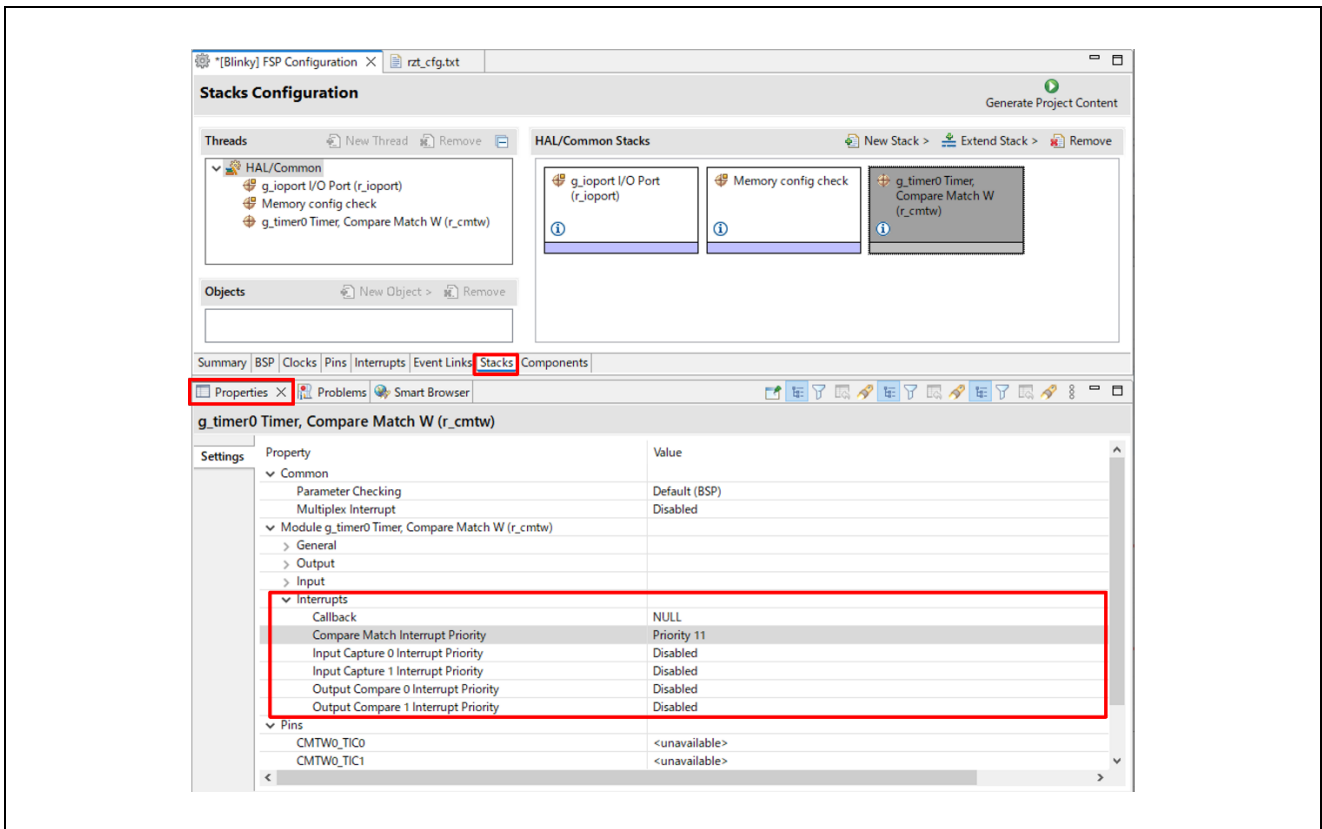 *[Blinky] FSP Configuration
rzt_cfg.txt
Stacks Configuration
Generate Project Content
Threads New Thread Remove
HAL/Common Stacks New Stack > Extend Stack > Remove
HAL/Common
g_ioport I/O Port (r_ioport)
Memory config check
g_timer0 Timer, Compare Match W (r_cmtw)
g_ioport I/O Port
(r_ioport)
Memory config check
g_timer0 Timer,
Compare Match W
(r_cmtw)
Objects New Object > Remove
Summary BSP Clocks Pins Interrupts Event Links Stacks Components
Properties Problems Smart Browser
g_timer0 Timer, Compare Match W (r_cmtw)
Settings
Property Value
Common
Parameter Checking Default (BSP)
Multiplex Interrupt Disabled
Module g_timer0 Timer, Compare Match W (r_cmtw)
General
Output
Input
Interrupts
Callback NULL
Compare Match Interrupt Priority Priority 11
Input Capture 0 Interrupt Priority Disabled
Input Capture 1 Interrupt Priority Disabled
Output Compare 0 Interrupt Priority Disabled
Output Compare 1 Interrupt Priority Disabled
Pins
CMTW0_TIC0 <unavailable>
CMTW0_TIC1 <unavailable>